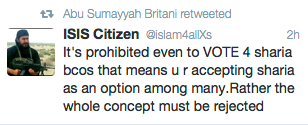 Abu Sumayyah Britani retweeted
ISIS Citizen @islam4allXs 2h
It's prohibited even to VOTE 4 sharia
bcos that means u r accepting sharia
as an option among many.Rather the
whole concept must be rejected